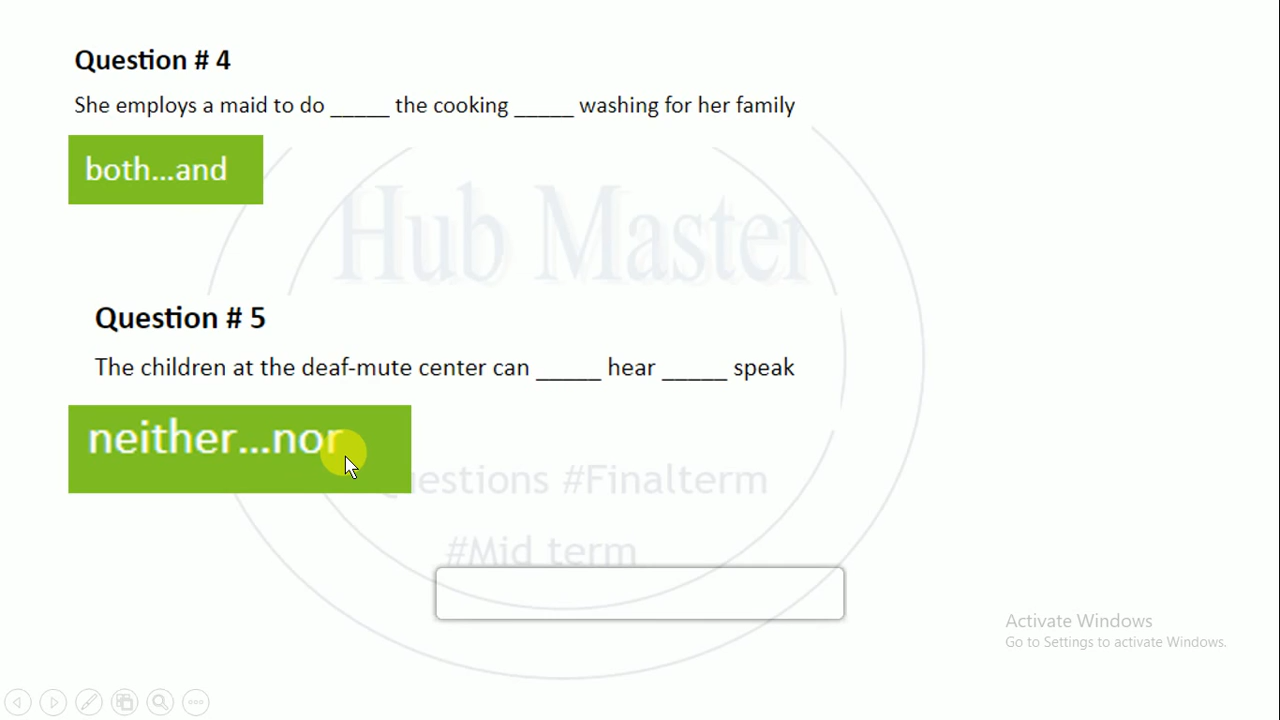 Question # 4
She employs a maid to do _____ the cooking _____ washing for her family
both...and
Hub Master
Question # 5
The children at the deaf-mute center can _____ hear _____ speak
neither...nor
uestions #Finalterm
#Mid term
Activate Windows
Go to Settings to activate Windows.